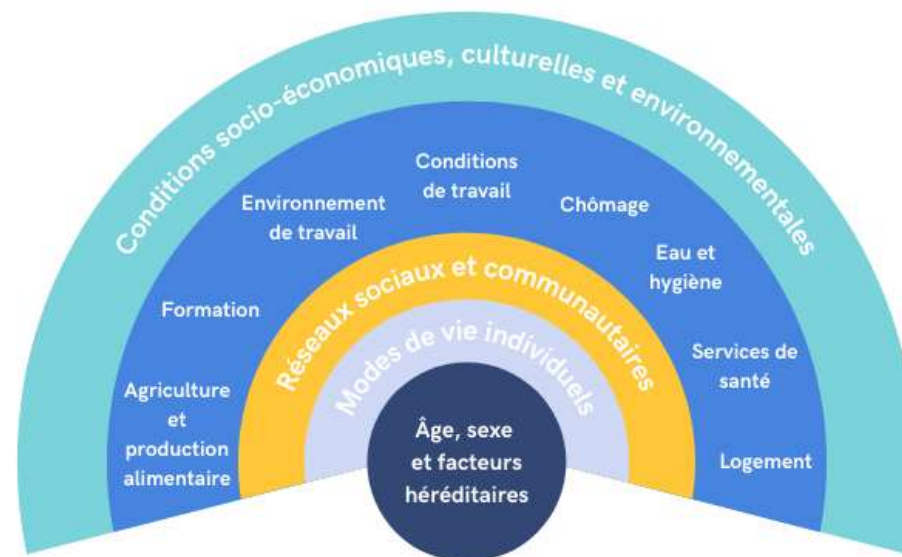 Conditions socio-économiques, culturelles et environnementales
Conditions
de travail
Environnement
de travail
Chômage
Eau et
hygiène
Formation
Services de
santé
Agriculture
et
production
alimentaire
Logement
Réseaux sociaux et communautaires
Modes de vie individuels
Âge, sexe
et facteurs
héréditaires